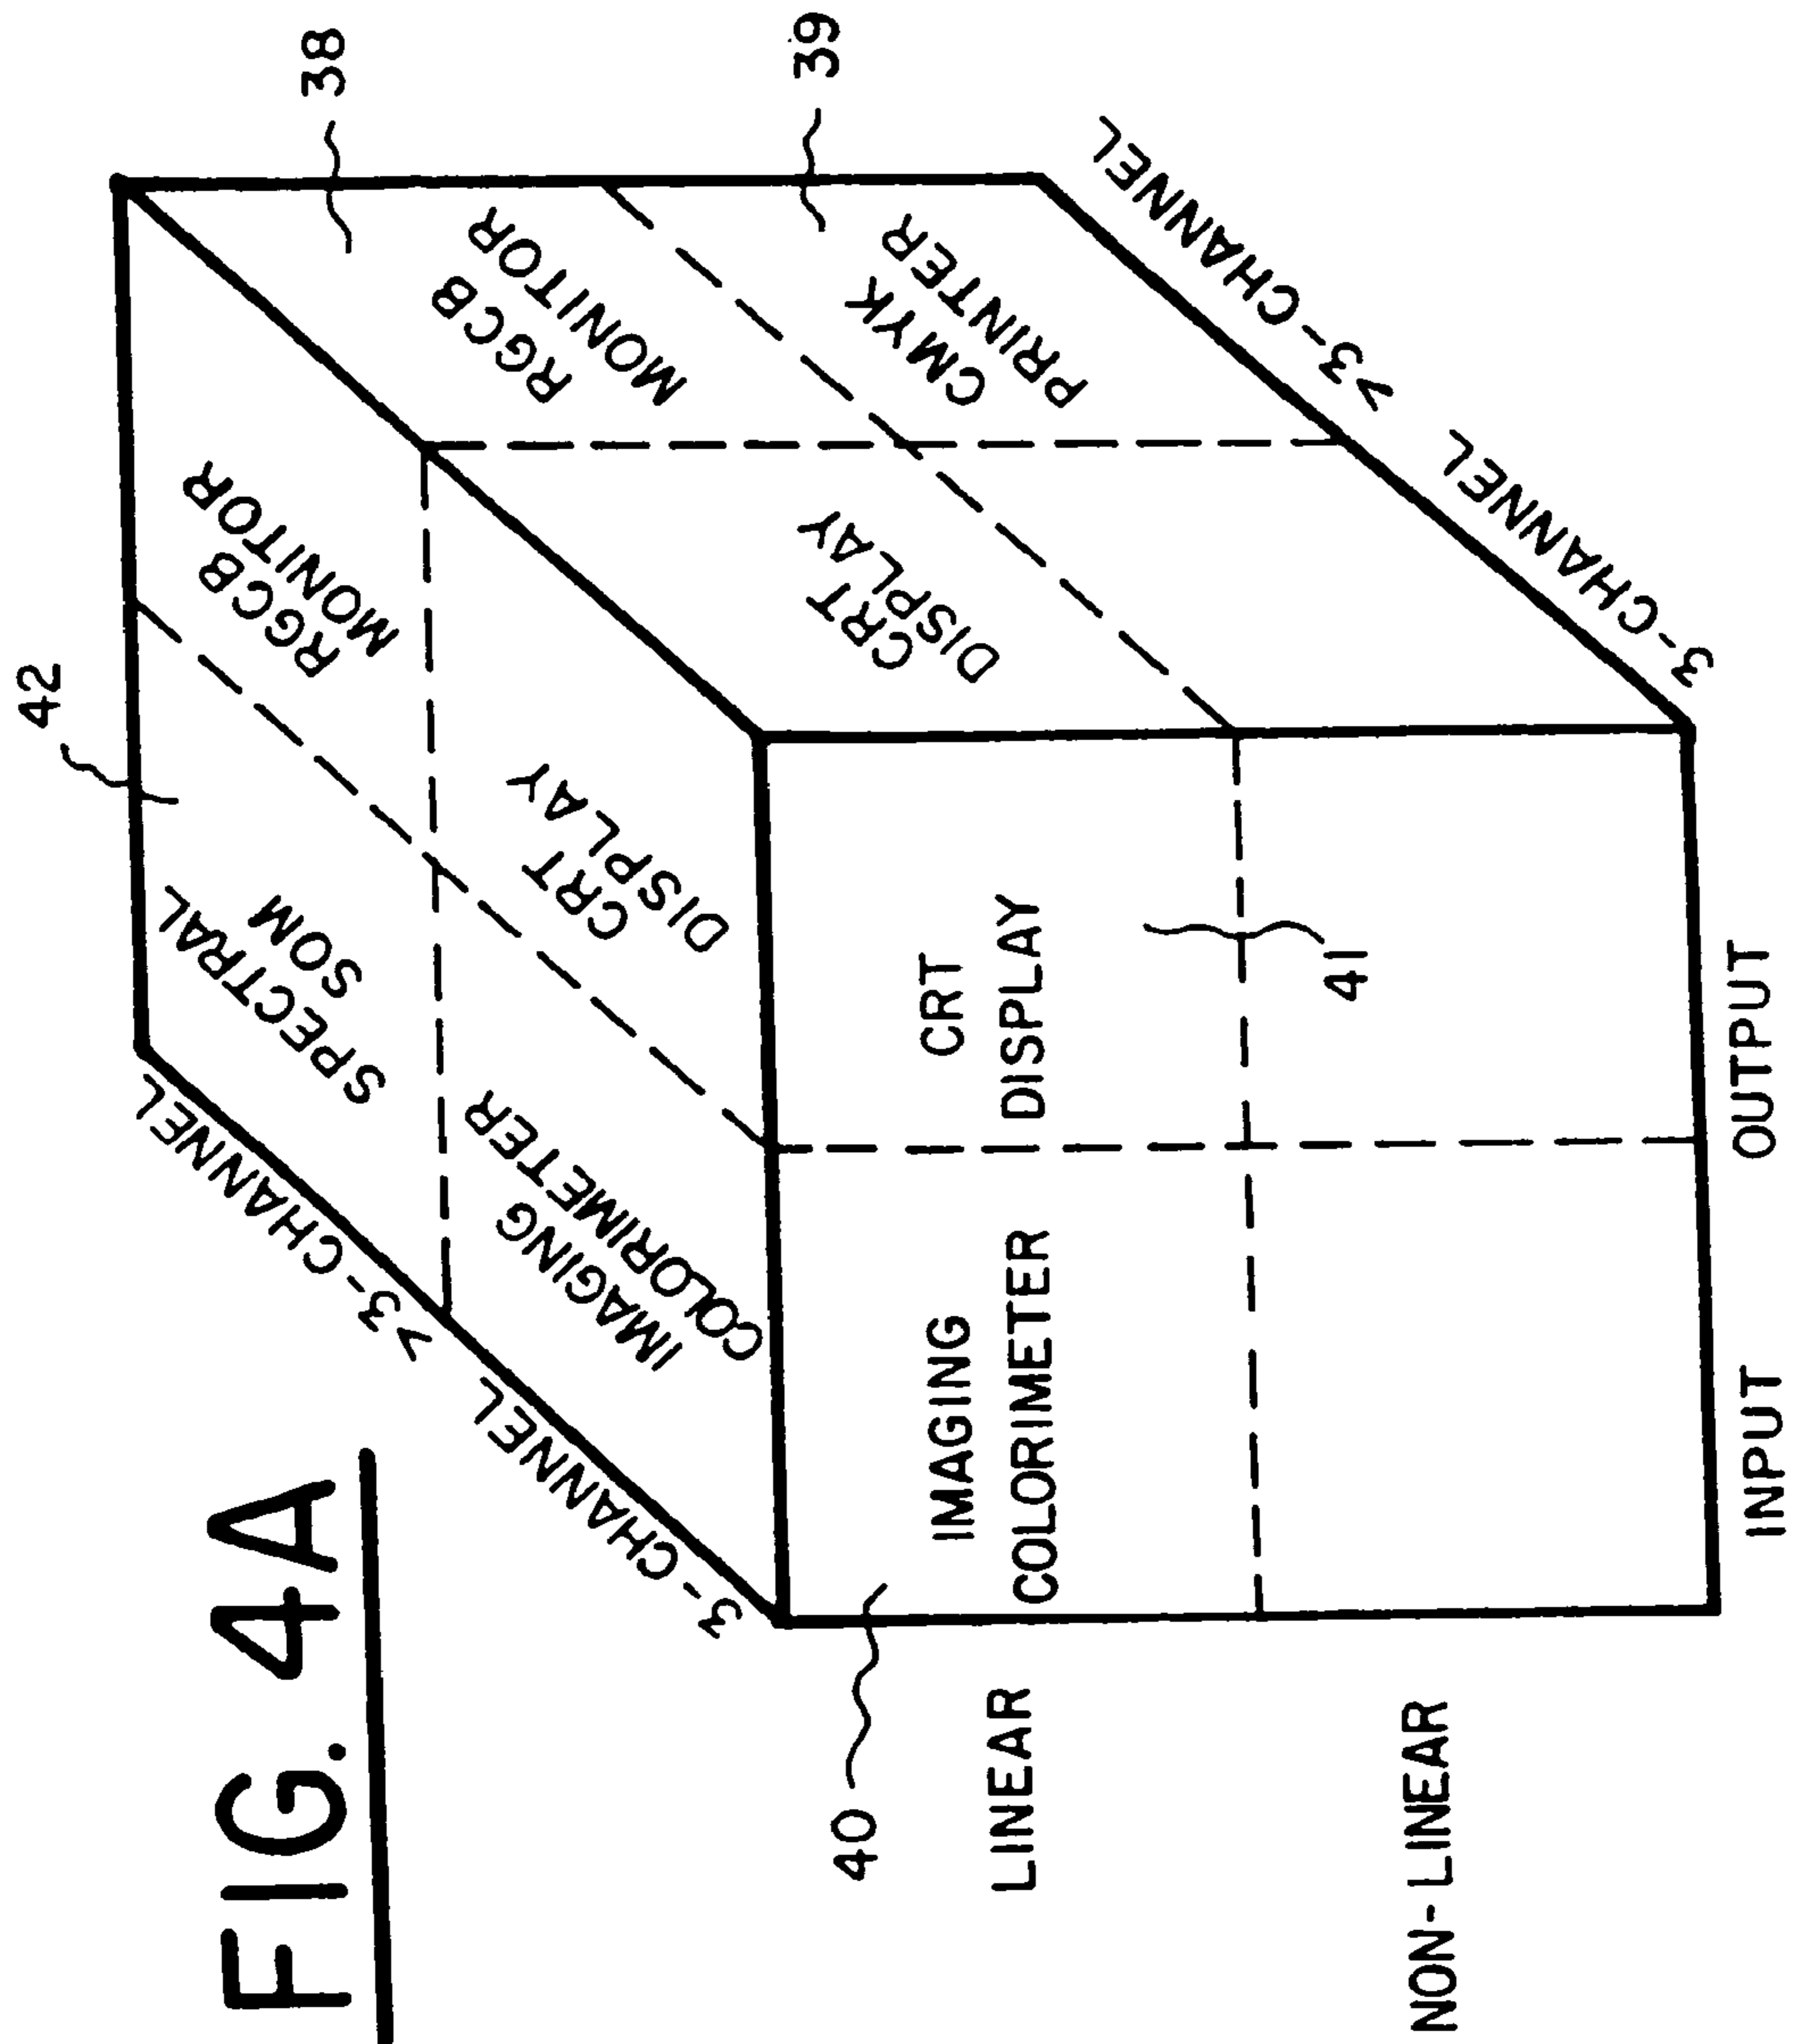 FIG. 4A
42
>3-CHANNEL
3-CHANNEL
SPECTRAL
SOM
RGCB
MONITOR
IMAGING
COLORIMETER
CRT
DISPLAY
38
RGCB
MONITOR
39
CMYK
PRINTER
CRT
DISPLAY
40
LINEAR
IMAGING
COLORIMETER
CRT
DISPLAY
41
NON-LINEAR
INPUT
OUTPUT
3-CHANNEL
>3-CHANNEL